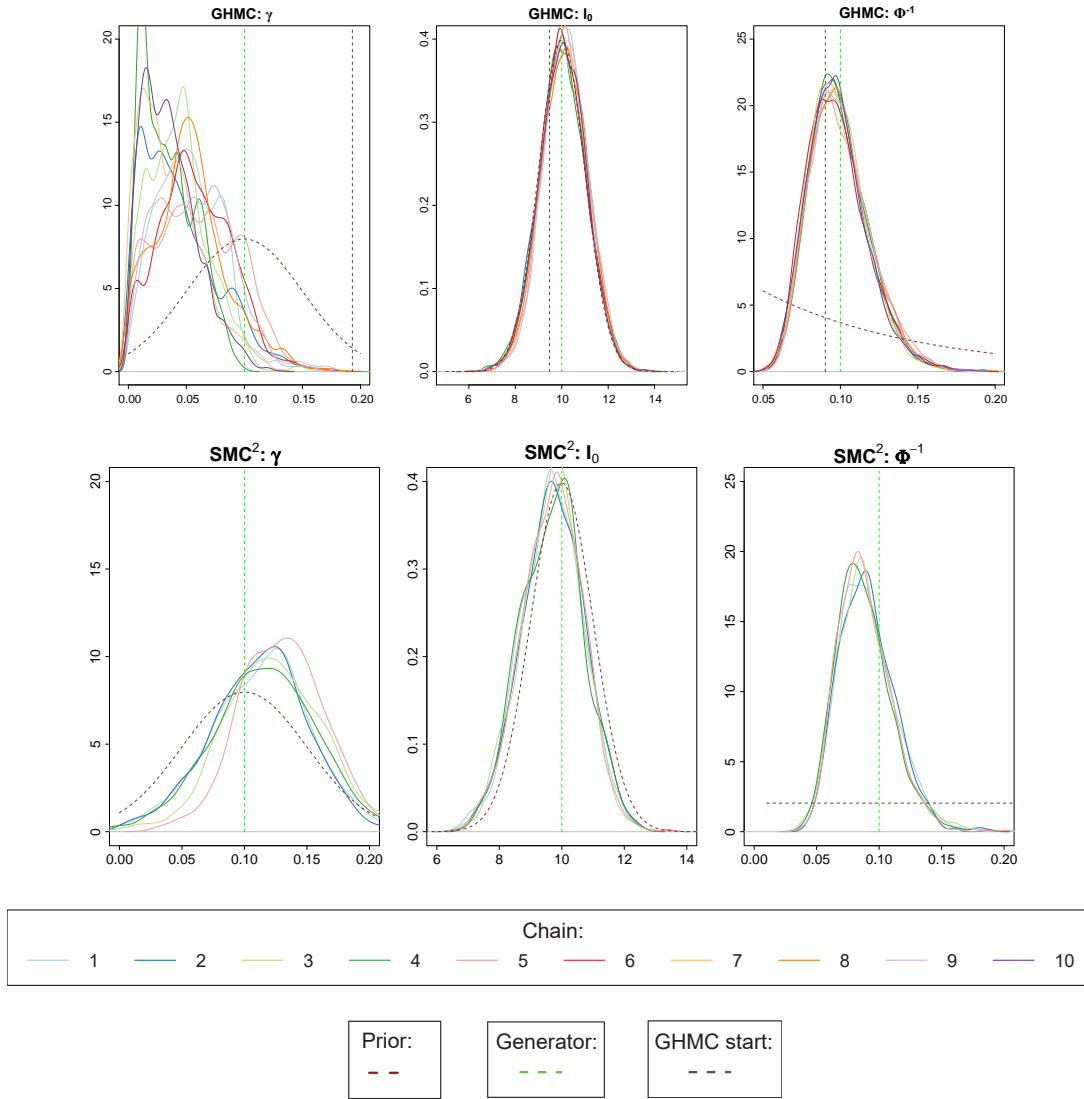 GHMC: γ
GHMC: I₀
GHMC: Φ⁻¹
20
15
10
5
0
0.00 0.05 0.10 0.15 0.20
0.4
0.3
0.2
0.1
0.0
6 8 10 12 14
25
20
15
10
5
0
0.05 0.10 0.15 0.20
SMC²: γ
SMC²: I₀
SMC²: Φ⁻¹
20
15
10
5
0
0.00 0.05 0.10 0.15 0.20
0.4
0.3
0.2
0.1
0.0
6 8 10 12 14
25
20
15
10
5
0
0.00 0.05 0.10 0.15 0.20
Chain:
1 2 3 4 5 6 7 8 9 10
Prior:
Generator:
GHMC start: